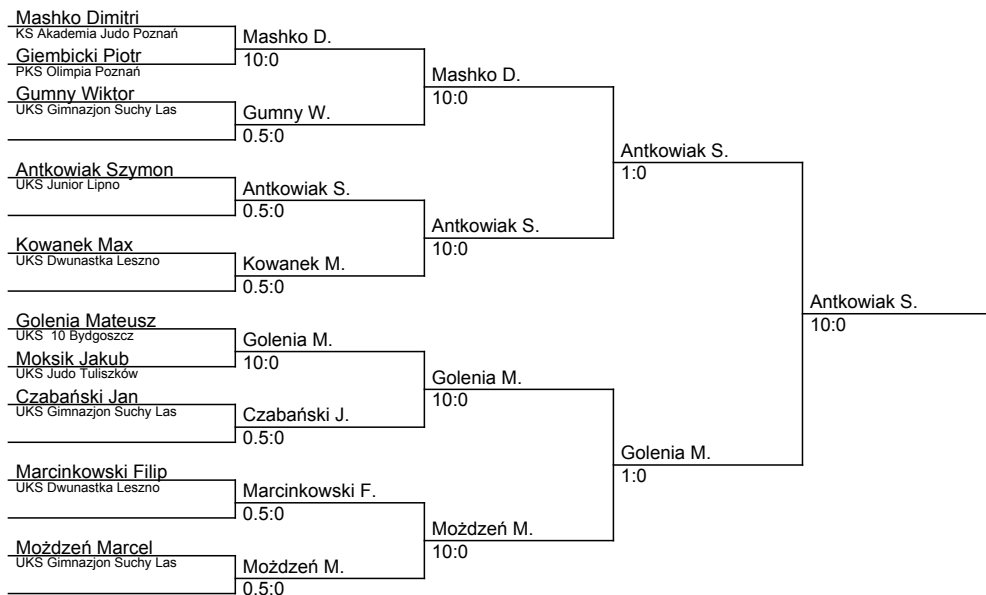 Mashko Dimitri
KS Akademia Judo Poznań
Giembicki Piotr
PKS Olimpia Poznań
Gumny Wiktor
UKS Gimnazjon Suchy Las
Antkowiak Szymon
UKS Junior Lipno
Kowanek Max
UKS Dwunastka Leszno
Golenia Mateusz
UKS 10 Bydgoszcz
Moksik Jakub
UKS Judo Tuliszków
Czabański Jan
UKS Gimnazjon Suchy Las
Marcinkowski Filip
UKS Dwunastka Leszno
Możdzeń Marcel
UKS Gimnazjon Suchy Las
Mashko D.
10:0
Gumny W.
0.5:0
Antkowiak S.
0.5:0
Kowanek M.
0.5:0
Golenia M.
10:0
Czabański J.
0.5:0
Marcinkowski F.
0.5:0
Możdzeń M.
0.5:0
Mashko D.
10:0
Antkowiak S.
10:0
Golenia M.
10:0
Możdzeń M.
10:0
Antkowiak S.
1:0
Golenia M.
1:0
Antkowiak S.
10:0